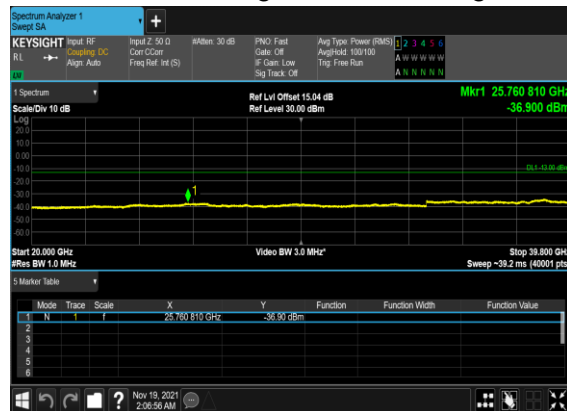 Spectrum Analyzer 1
Swept SA
+
KEYSIGHT Input: RF Input Z: 50 Ω #Atten: 30 dB PNO: Fast Avg Type: Power (RMS) 1 2 3 4 5 6
RL Coupling: DC Corr CCorr Gate: Off Avg|Hold: 100/100 A W W W W W
Align: Auto Freq Ref: Int (S) IF Gain: Low Trig: Free Run
LXI Sig Track: Off A N N N N N
1 Spectrum Ref Lvl Offset 15.04 dB Mkr1 25.760 810 GHz
Scale/Div 10 dB Ref Level 30.00 dBm -36.900 dBm
Log
20.0
10.0
0.00
-10.0 DL1 -13.00 dBm
-20.0
-30.0 1
-40.0
-50.0
-60.0
Start 20.000 GHz Video BW 3.0 MHz* Stop 39.800 GHz
#Res BW 1.0 MHz Sweep ~39.2 ms (40001 pts)
5 Marker Table
Mode Trace Scale X Y Function Function Width Function Value
1 N 1 f 25.760 810 GHz -36.90 dBm
2
3
4
5
6
? Nov 19, 2021
2:06:56 AM